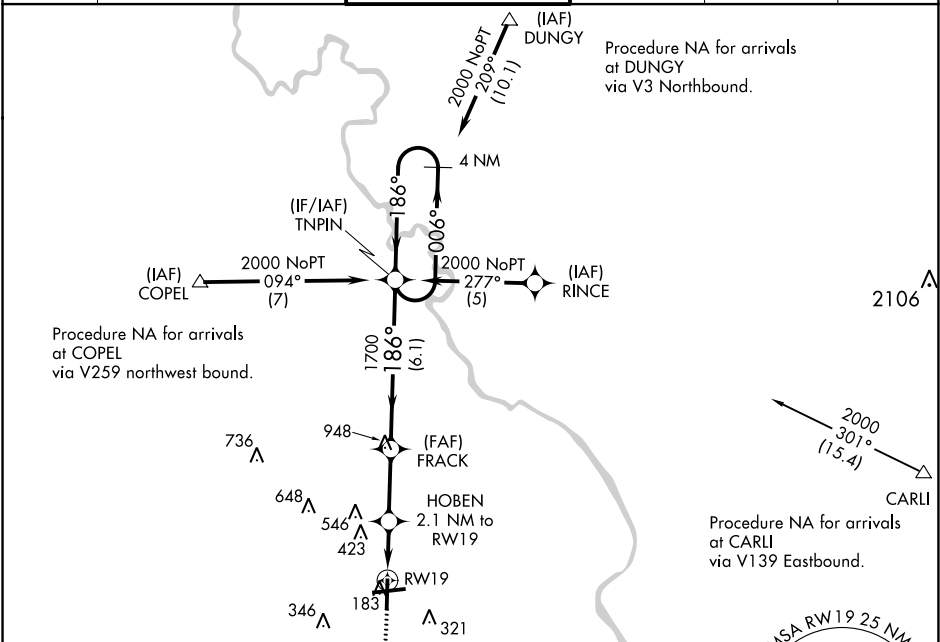 (IAF)
DUNGY
2000 NoPT
209°
(10.1)
Procedure NA for arrivals
at DUNGY
via V3 Northbound.
4 NM
186°
006°
(IF/IAF)
TNPIN
(IAF)
COPEL
2000 NoPT
094°
(7)
2000 NoPT
277°
(5)
(IAF)
RINCE
2106
Procedure NA for arrivals
at COPEL
via V259 northwest bound.
1700
186°
(6.1)
2000
301°
(15.4)
CARLI
736
948
(FAF)
FRACK
648
546
423
HOBEN
2.1 NM to
RW19
Procedure NA for arrivals
at CARLI
via V139 Eastbound.
RW19
183
346
321
MSA RW19 25 NM